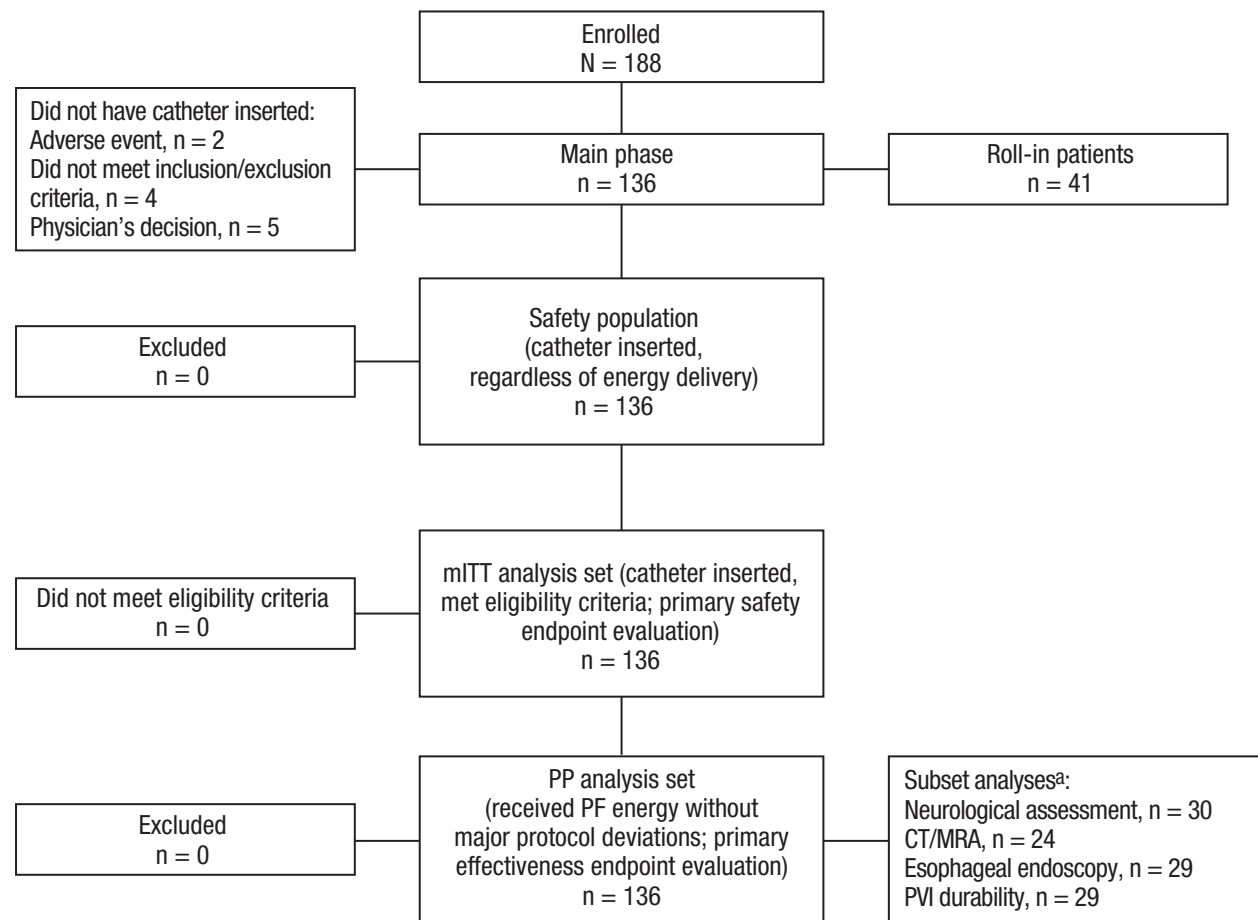 Enrolled
N = 188
Did not have catheter inserted:
Adverse event, n = 2
Did not meet inclusion/exclusion
criteria, n = 4
Physician's decision, n = 5
Main phase
n = 136
Roll-in patients
n = 41
Safety population
(catheter inserted,
regardless of energy delivery)
n = 136
Excluded
n = 0
mITT analysis set (catheter inserted,
met eligibility criteria; primary safety
endpoint evaluation)
n = 136
Did not meet eligibility criteria
n = 0
PP analysis set
(received PF energy without
major protocol deviations; primary
effectiveness endpoint evaluation)
n = 136
Excluded
n = 0
Subset analysesᵃ:
Neurological assessment, n = 30
CT/MRA, n = 24
Esophageal endoscopy, n = 29
PVI durability, n = 29